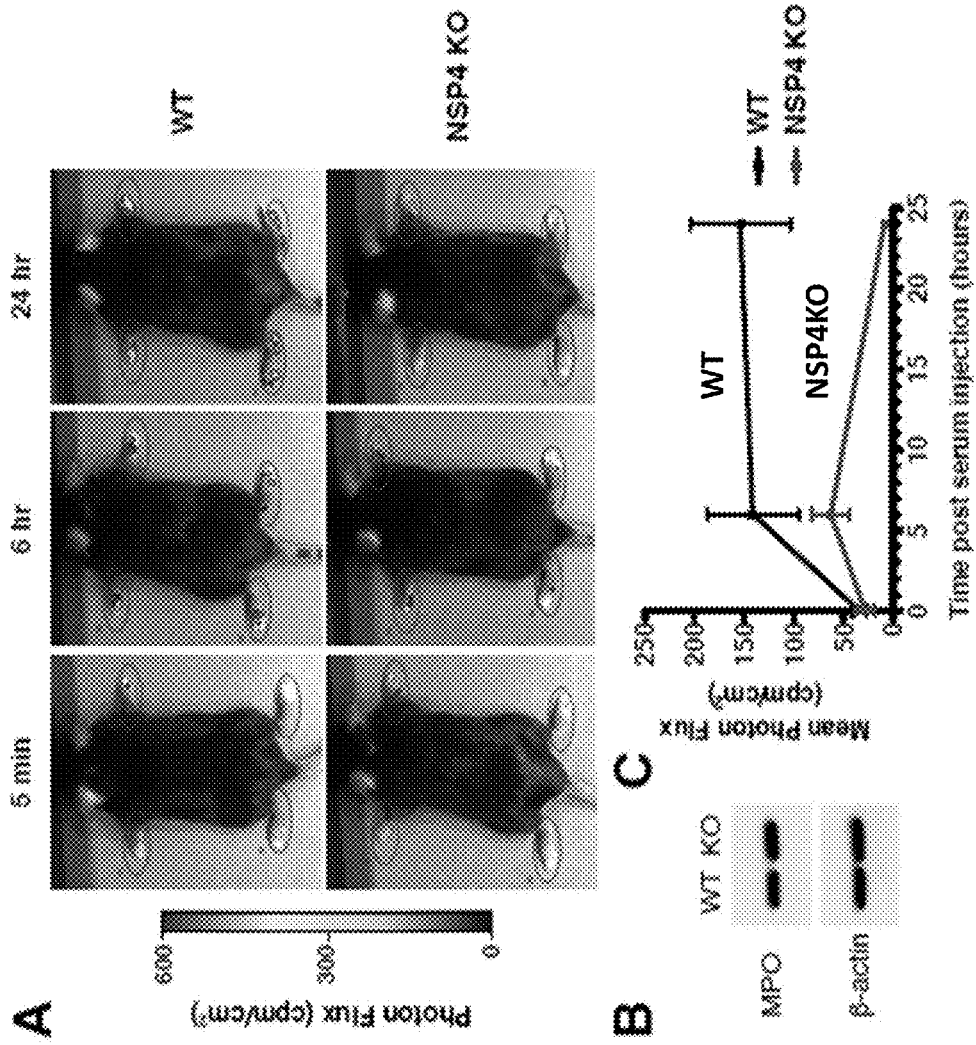 A
5 min
6 hr
24 hr
WT
NSP4 KO
Photon Flux (cpm/cm²)
600
300
0
B
WT KO
MPO
β-actin
C
Mean Photon Flux
(cpm/cm²)
250
200
150
100
50
0
0 5 10 15 20 25
Time post serum injection (hours)
WT
NSP4KO
WT
NSP4 KO